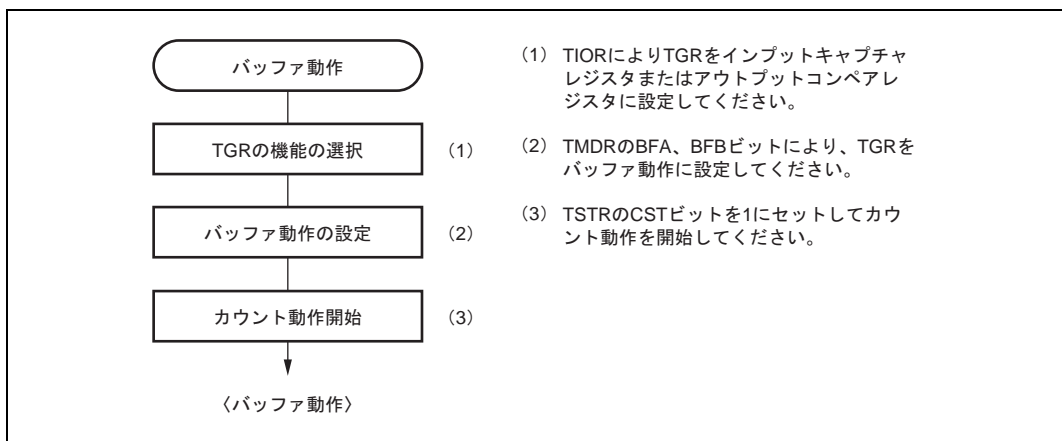 バッファ動作
TGRの機能の選択 (1)
バッファ動作の設定 (2)
カウント動作開始 (3)
〈バッファ動作〉
(1) TIORによりTGRをインプットキャプチャ
レジスタまたはアウトプットコンペアレ
ジスタに設定してください。
(2) TMDRのBFA、BFBビットにより、TGRを
バッファ動作に設定してください。
(3) TSTRのCSTビットを1にセットしてカウ
ント動作を開始してください。